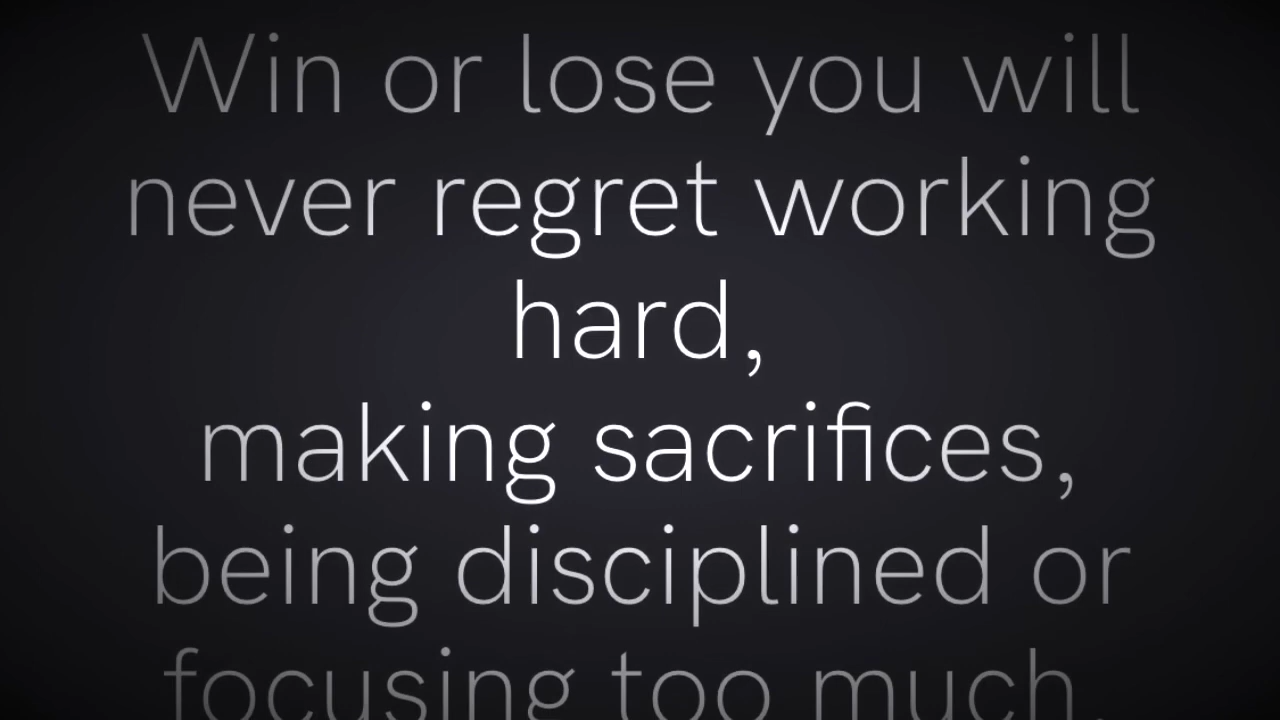 Win or lose you will
never regret working
hard,
making sacrifices,
being disciplined or
focusing too much.